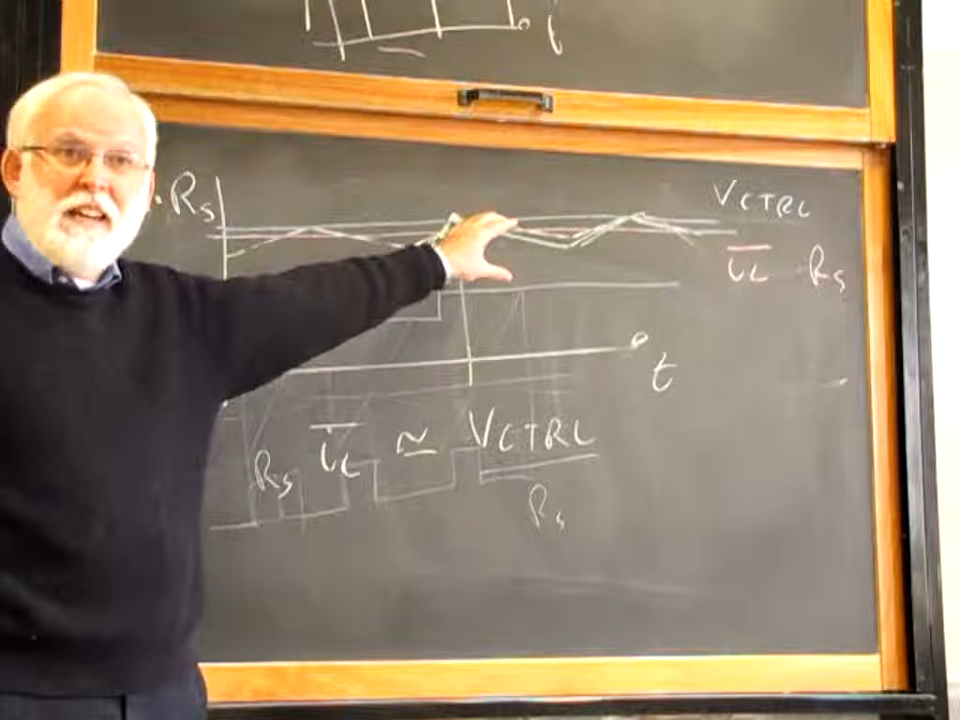 i
· Rs
VCTRL
iL · Rs
t
Rs iL ≃ VCTRL
Rs